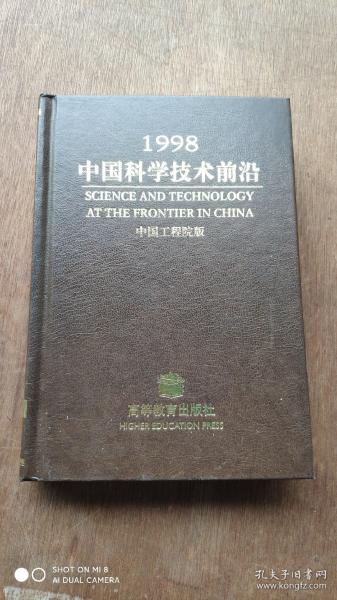 1998
中国科学技术前沿
SCIENCE AND TECHNOLOGY
AT THE FRONTIER IN CHINA
中国工程院版
高等教育出版社
HIGHER EDUCATION PRESS
SHOT ON MI 8
AI DUAL CAMERA
孔夫子旧书网
www.kongfz.com